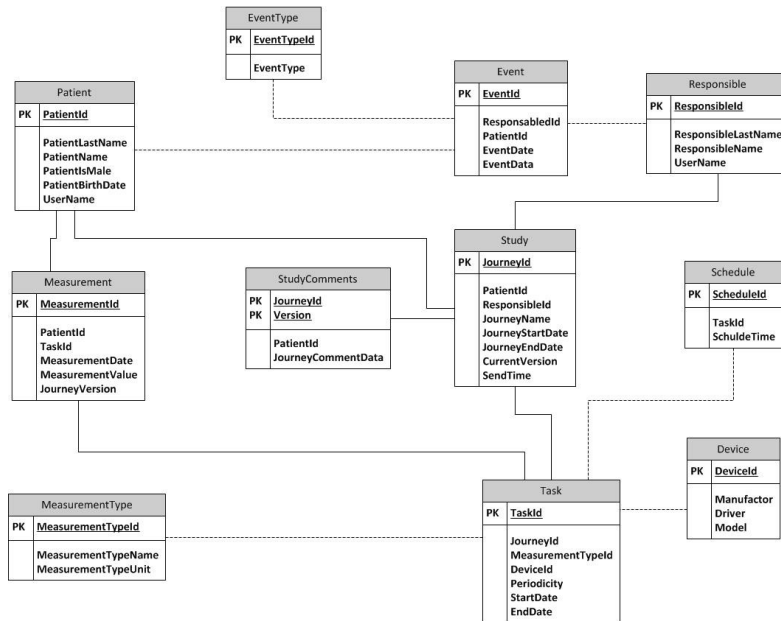 EventType
PK EventTypeId
EventType
Event
PK EventId
ResponsabledId
PatientId
EventDate
EventData
Responsible
PK ResponsibleId
ResponsibleLastName
ResponsibleName
UserName
Patient
PK PatientId
PatientLastName
PatientName
PatientIsMale
PatientBirthDate
UserName
Measurement
PK MeasurementId
PatientId
TaskId
MeasurementDate
MeasurementValue
JourneyVersion
StudyComments
PK JourneyId
PK Version
PatientId
JourneyCommentData
Study
PK JourneyId
PatientId
ResponsibleId
JourneyName
JourneyStartDate
JourneyEndDate
CurrentVersion
SendTime
Schedule
PK ScheduleId
TaskId
SchuldeTime
Device
PK DeviceId
Manufactor
Driver
Model
MeasurementType
PK MeasurementTypeId
MeasurementTypeName
MeasurementTypeUnit
Task
PK TaskId
JourneyId
MeasurementTypeId
DeviceId
Periodicity
StartDate
EndDate